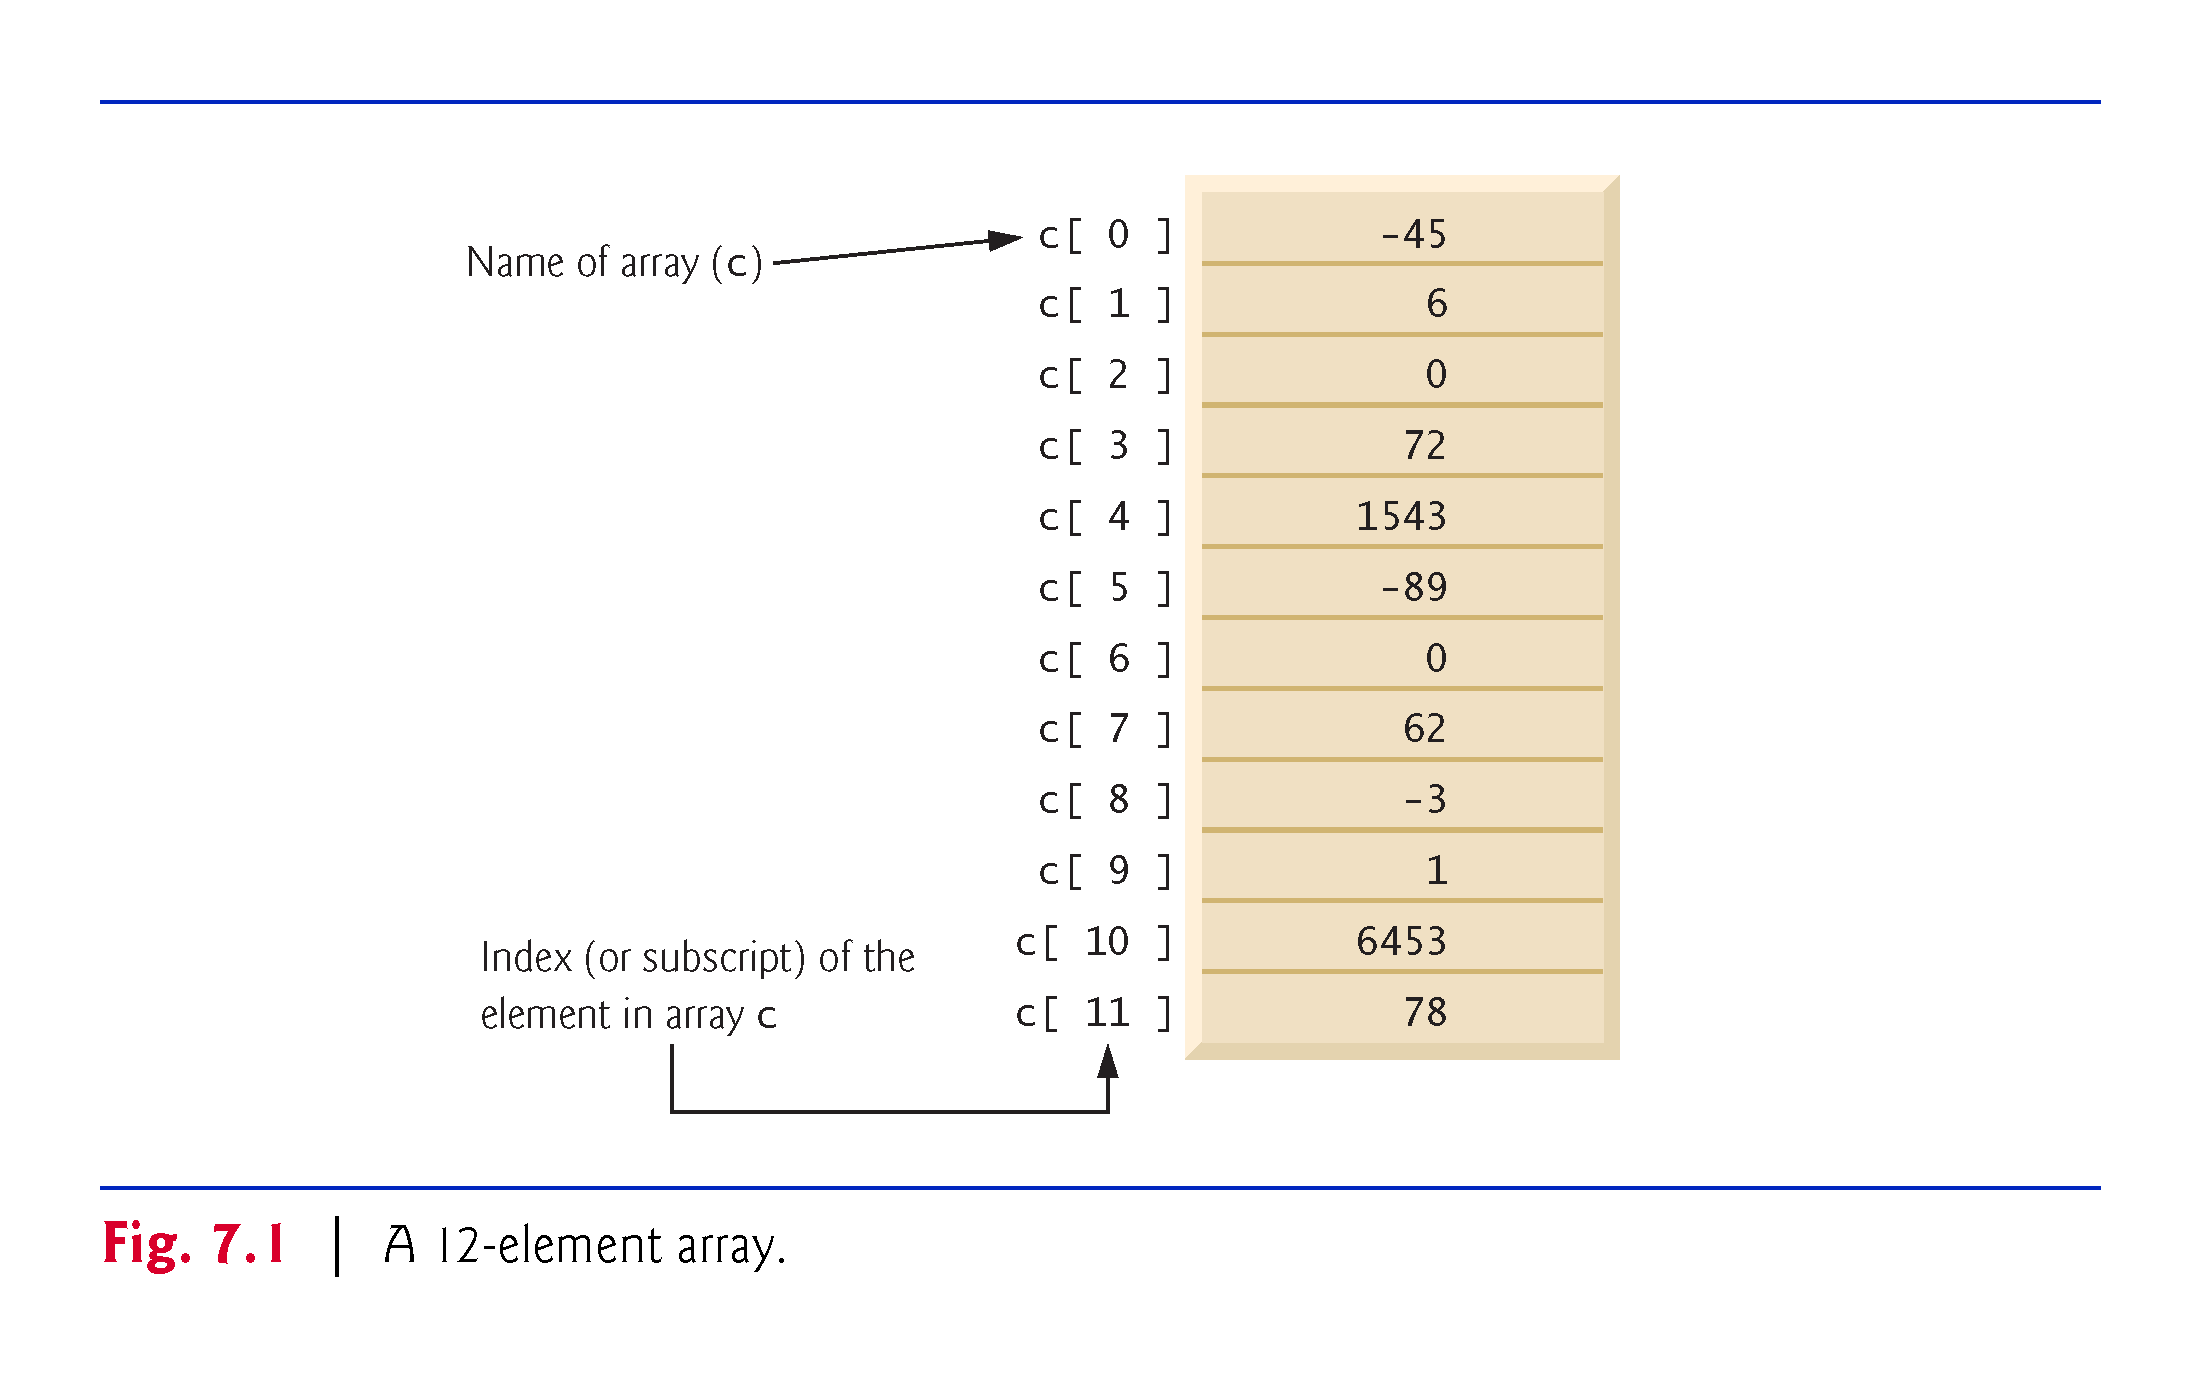 Name of array (c)
c[ 0 ] -45
c[ 1 ] 6
c[ 2 ] 0
c[ 3 ] 72
c[ 4 ] 1543
c[ 5 ] -89
c[ 6 ] 0
c[ 7 ] 62
c[ 8 ] -3
c[ 9 ] 1
c[ 10 ] 6453
c[ 11 ] 78
Index (or subscript) of the
element in array c
Fig. 7.1 | A 12-element array.